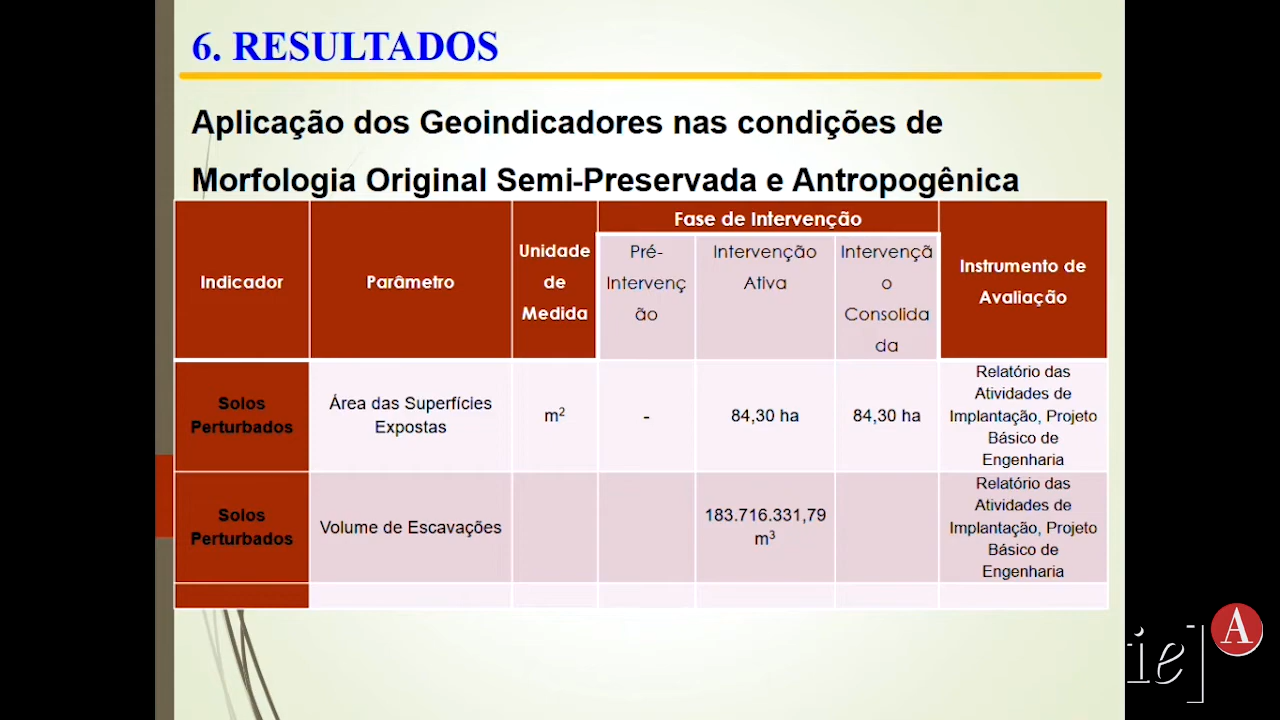 6. RESULTADOS
Aplicação dos Geoindicadores nas condições de
Morfologia Original Semi-Preservada e Antropogênica
Indicador
Parâmetro
Unidade
de
Medida
Fase de Intervenção
Pré-
Intervenç
ão
Intervenção
Ativa
Intervençã
o
Consolida
da
Instrumento de
Avaliação
Solos
Perturbados
Área das Superfícies
Expostas
m²
-
84,30 ha
84,30 ha
Relatório das
Atividades de
Implantação, Projeto
Básico de
Engenharia
Solos
Perturbados
Volume de Escavações
183.716.331,79
m³
Relatório das
Atividades de
Implantação, Projeto
Básico de
Engenharia
ie]
A